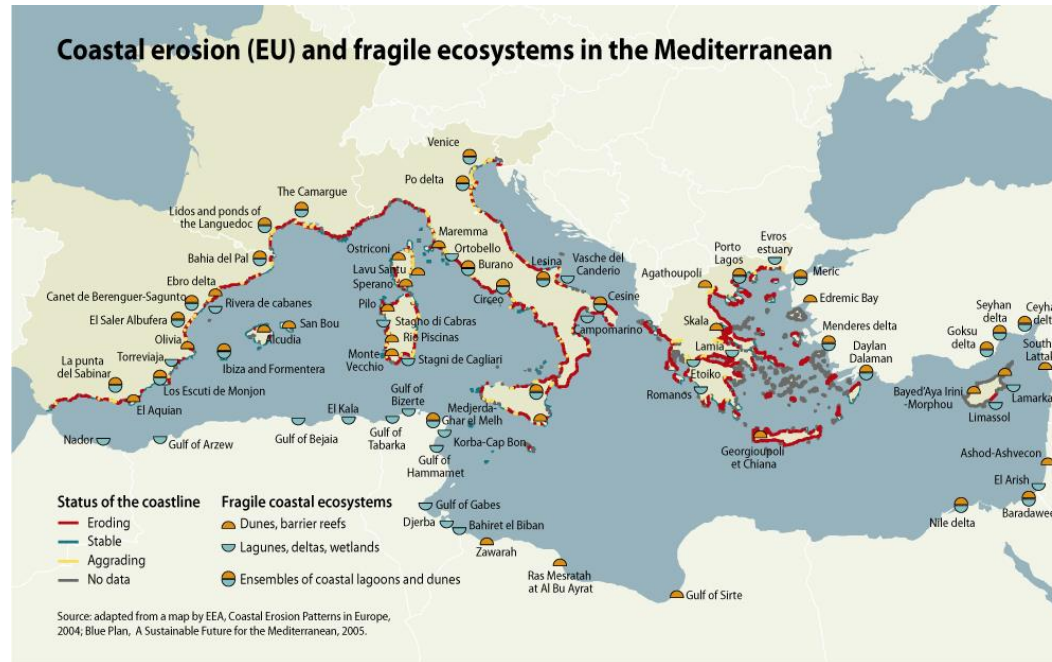 Coastal erosion (EU) and fragile ecosystems in the Mediterranean
Venice
Po delta
The Camargue
Lidos and ponds of
the Languedoc
Bahia del Pal
Ebro delta
Canet de Berenguer-Sagunto
Rivera de cabanes
El Saler Albufera
Olivia
Torrevieja
La punta
del Sabinar
Los Escuti de Monjon
El Aquian
San Bou
Alcudia
Ibiza and Formentera
Ostriconi
Lavu Santu
Sperano
Pilo
Stagno di Cabras
Rio Piscinas
Monte
Vecchio
Stagni de Cagliari
Maremma
Ortobello
Burano
Circeo
Lesina
Vasche del
Canderio
Cesine
Campomarino
Agathoupoli
Porto
Lagos
Evros
estuary
Meric
Edremic Bay
Skala
Lamia
Etoiko
Romanos
Menderes delta
Daylan
Dalaman
Georgioupoli
et Chiana
Goksu
delta
Seyhan
delta
Ceyha
delt
South
Lattal
Bayed'Aya Irini
-Morphou
Lamarka
Limassol
Ashod-Ashvecon
El Arish
Baradawee
Nile delta
Nador
Gulf of Arzew
Gulf of Bejaia
El Kala
Gulf of
Tabarka
Gulf of
Bizerte
Medjerda-
Ghar el Melh
Korba-Cap Bon
Gulf of
Hammamet
Gulf of Gabes
Djerba
Bahiret el Biban
Zawarah
Ras Mesratah
at Al Bu Ayrat
Gulf of Sirte
Status of the coastline
Eroding
Stable
Aggrading
No data
Fragile coastal ecosystems
Dunes, barrier reefs
Lagunes, deltas, wetlands
Ensembles of coastal lagoons and dunes
Source: adapted from a map by EEA, Coastal Erosion Patterns in Europe,
2004; Blue Plan, A Sustainable Future for the Mediterranean, 2005.